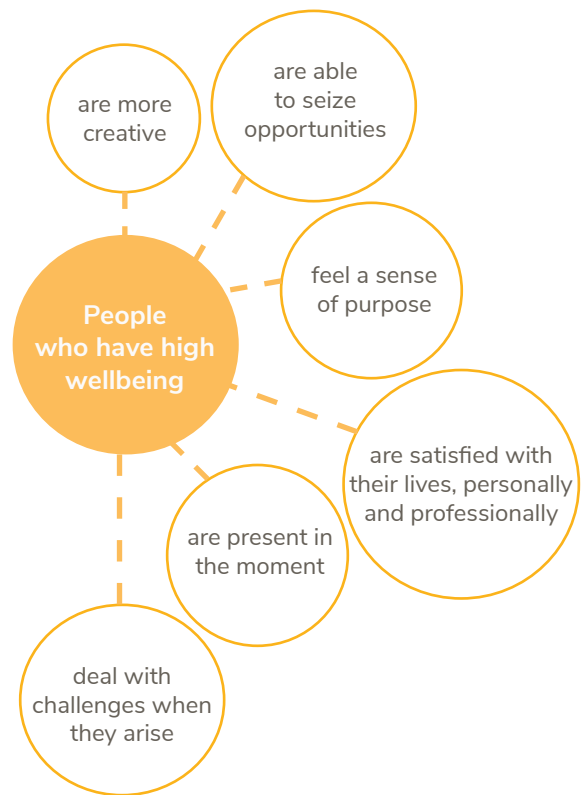 are more
creative
are able
to seize
opportunities
feel a sense
of purpose
People
who have high
wellbeing
are satisfied with
their lives, personally
and professionally
are present in
the moment
deal with
challenges when
they arise